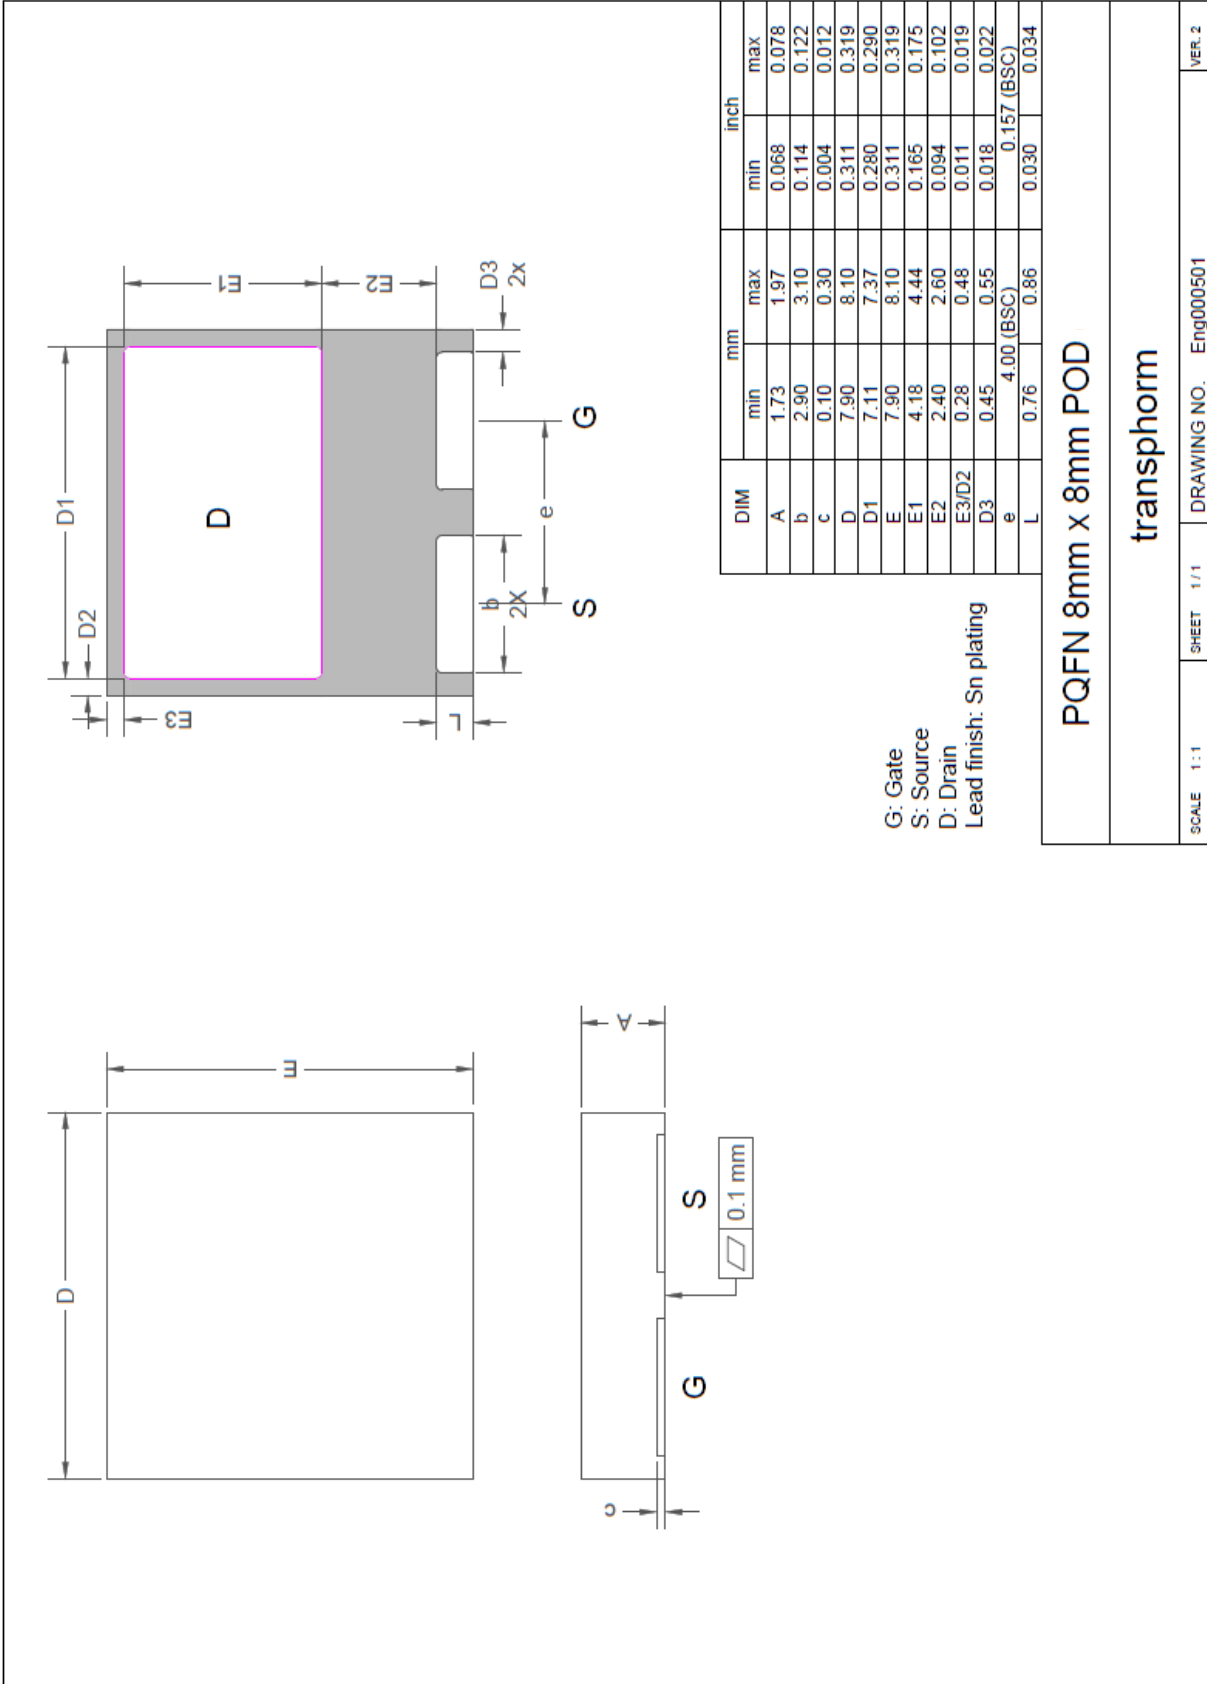 D
E
A
c
G
S
0.1 mm
D2
D1
E3
D
E1
E2
L
b
2X
e
D3
2x
S
G
G: Gate
S: Source
D: Drain
Lead finish: Sn plating
DIM mm inch
min max min max
A 1.73 1.97 0.068 0.078
b 2.90 3.10 0.114 0.122
c 0.10 0.30 0.004 0.012
D 7.90 8.10 0.311 0.319
D1 7.11 7.37 0.280 0.290
E 7.90 8.10 0.311 0.319
E1 4.18 4.44 0.165 0.175
E2 2.40 2.60 0.094 0.102
E3/D2 0.28 0.48 0.011 0.019
D3 0.45 0.55 0.018 0.022
e 4.00 (BSC) 0.157 (BSC)
L 0.76 0.86 0.030 0.034
PQFN 8mm x 8mm POD
transphorm
SCALE 1:1 SHEET 1/1 DRAWING NO. Eng000501 VER. 2